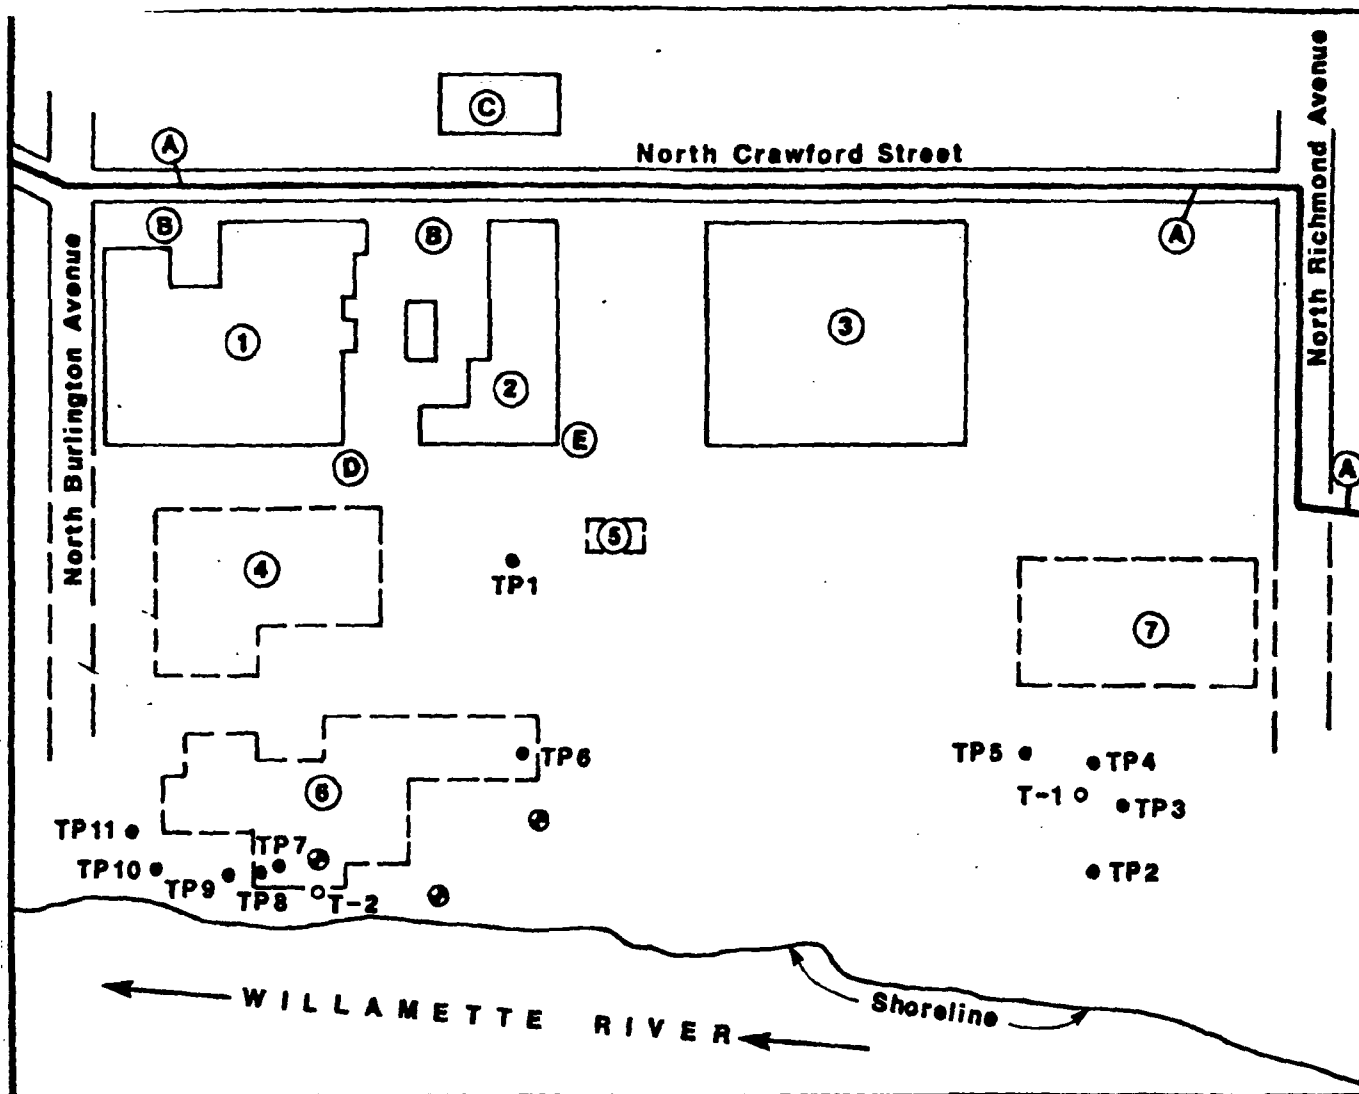 C
A
North Crawford Street
North Richmond Avenue
B
B
A
North Burlington Avenue
1
3
2
E
D
A
5
4
TP1
7
TP6
TP5
TP4
6
T-1
TP3
TP11
TP7
TP10
TP9
TP8
T-2
TP2
WILLAMETTE RIVER
Shoreline